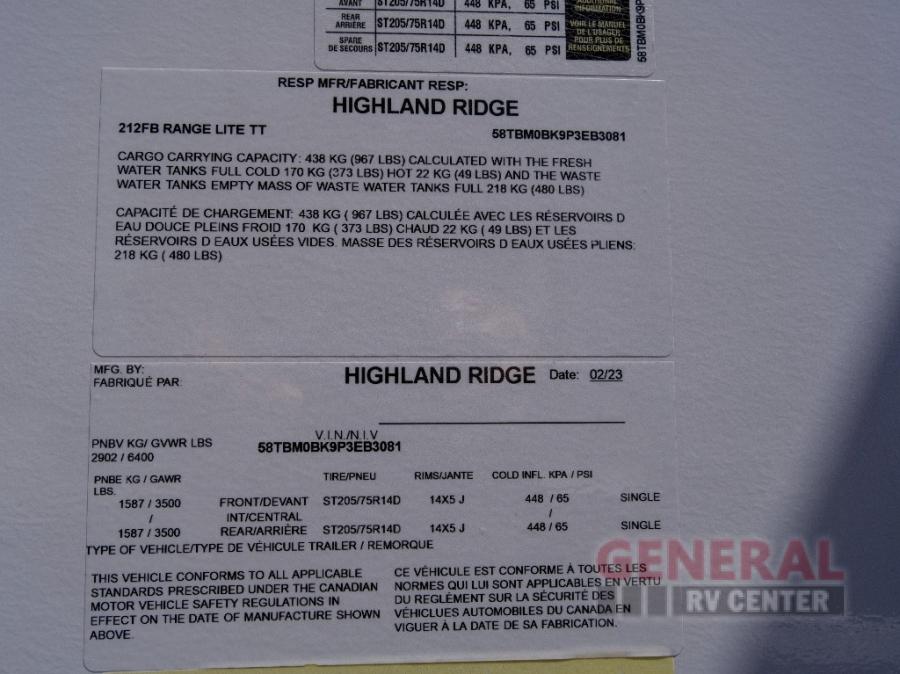 AVANT ST205/75R14D 448 KPA, 65 PSI
REAR
ARRIÈRE ST205/75R14D 448 KPA, 65 PSI
SPARE
DE SECOURS ST205/75R14D 448 KPA, 65 PSI
ADDITIONAL
INFORMATION
VOIR LE MANUEL
DE L'USAGER
POUR PLUS DE
RENSEIGNEMENTS
RESP MFR/FABRICANT RESP:
HIGHLAND RIDGE
212FB RANGE LITE TT 58TBM0BK9P3EB3081
CARGO CARRYING CAPACITY: 438 KG (967 LBS) CALCULATED WITH THE FRESH
WATER TANKS FULL COLD 170 KG (373 LBS) HOT 22 KG (49 LBS) AND THE WASTE
WATER TANKS EMPTY MASS OF WASTE WATER TANKS FULL 218 KG (480 LBS)
CAPACITÉ DE CHARGEMENT: 438 KG ( 967 LBS) CALCULÉE AVEC LES RÉSERVOIRS D
EAU DOUCE PLEINS FROID 170 KG ( 373 LBS) CHAUD 22 KG ( 49 LBS) ET LES
RÉSERVOIRS D EAUX USÉES VIDES. MASSE DES RÉSERVOIRS D EAUX USÉES PLIENS:
218 KG ( 480 LBS)
MFG. BY:
FABRIQUÉ PAR:
HIGHLAND RIDGE Date: 02/23
V.I.N./N.I.V
PNBV KG/ GVWR LBS 58TBM0BK9P3EB3081
2902 / 6400
PNBE KG / GAWR TIRE/PNEU RIMS/JANTE COLD INFL. KPA / PSI
LBS.
1587 / 3500 FRONT/DEVANT ST205/75R14D 14X5 J 448 / 65 SINGLE
/ INT/CENTRAL /
1587 / 3500 REAR/ARRIÈRE ST205/75R14D 14X5 J 448 / 65 SINGLE
TYPE OF VEHICLE/TYPE DE VÉHICULE TRAILER / REMORQUE
THIS VEHICLE CONFORMS TO ALL APPLICABLE
STANDARDS PRESCRIBED UNDER THE CANADIAN
MOTOR VEHICLE SAFETY REGULATIONS IN
EFFECT ON THE DATE OF MANUFACTURE SHOWN
ABOVE.
CE VÉHICULE EST CONFORME À TOUTES LES
NORMES QUI LUI SONT APPLICABLES EN VERTU
DU REGLEMENT SUR LA SÉCURITÉ DES
VÉHICLUES AUTOMOBILES DU CANADA EN
VIGUER À LA DATE DE SA FABRICATION.
GENERAL
RV CENTER